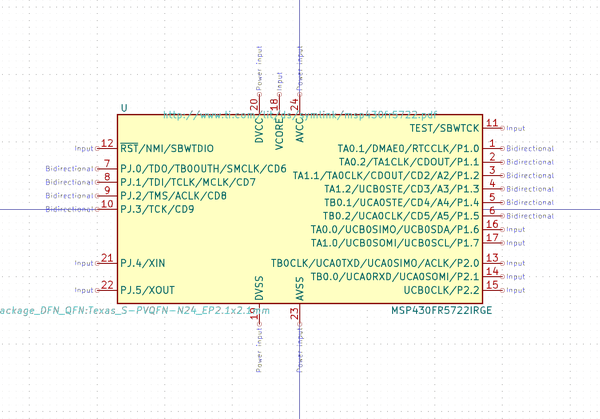 Power input
Input
Power input
20
18
24
U
http://www.ti.com/lit/ds/symlink/msp430fr5722.pdf
DVCC
VCORE
AVCC
TEST/SBWTCK 11 Input
Input 12 RST/NMI/SBWTDIO
TA0.1/DMAE0/RTCCLK/P1.0 1 Bidirectional
TA0.2/TA1CLK/CDOUT/P1.1 2 Bidirectional
Bidirectional 7 PJ.0/TDO/TB0OUTH/SMCLK/CD6
TA1.1/TA0CLK/CDOUT/CD2/A2/P1.2 3 Bidirectional
Bidirectional 8 PJ.1/TDI/TCLK/MCLK/CD7
TA1.2/UCB0STE/CD3/A3/P1.3 4 Bidirectional
Bidirectional 9 PJ.2/TMS/ACLK/CD8
TB0.1/UCA0STE/CD4/A4/P1.4 5 Bidirectional
Bidirectional 10 PJ.3/TCK/CD9
TB0.2/UCA0CLK/CD5/A5/P1.5 6 Bidirectional
TA0.0/UCB0SIMO/UCB0SDA/P1.6 16 Input
TA1.0/UCB0SOMI/UCB0SCL/P1.7 17 Input
Input 21 PJ.4/XIN
TB0CLK/UCA0TXD/UCA0SIMO/ACLK/P2.0 13 Input
TB0.0/UCA0RXD/UCA0SOMI/P2.1 14 Input
Input 22 PJ.5/XOUT
UCB0CLK/P2.2 15 Input
DVSS
AVSS
ackage_DFN_QFN:Texas_S-PVQFN-N24_EP2.1x2.1mm
MSP430FR5722IRGE
19
23
Power input
Power input